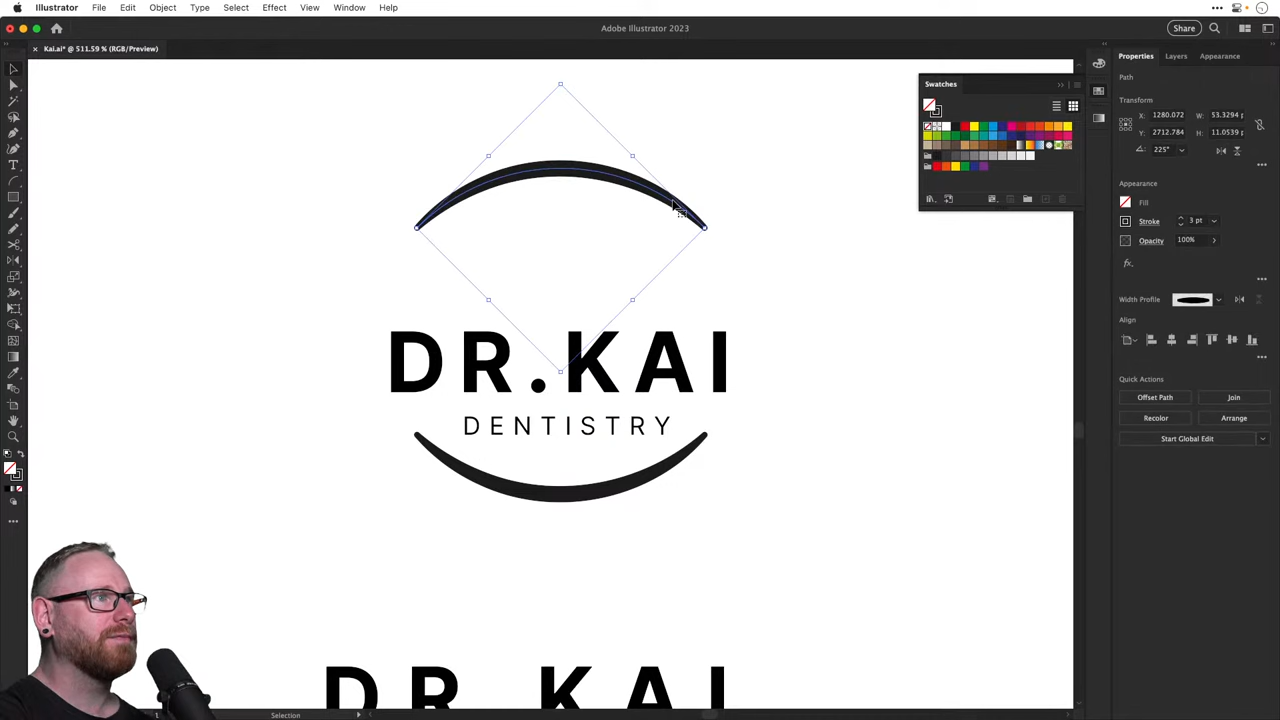 Illustrator File Edit Object Type Select Effect View Window Help
Adobe Illustrator 2023
Share
× Kai.ai* @ 511.59 % (RGB/Preview)
Properties Layers Appearance
Path
Transform
X: 1280.072 W: 53.3294
Y: 2712.784 H: 11.0539
225°
Appearance
Fill
Stroke 3 pt
Opacity 100%
fx.
Width Profile
Align
Quick Actions
Offset Path Join
Recolor Arrange
Start Global Edit
Swatches
DR.KAI
DENTISTRY
DR KAI
Selection